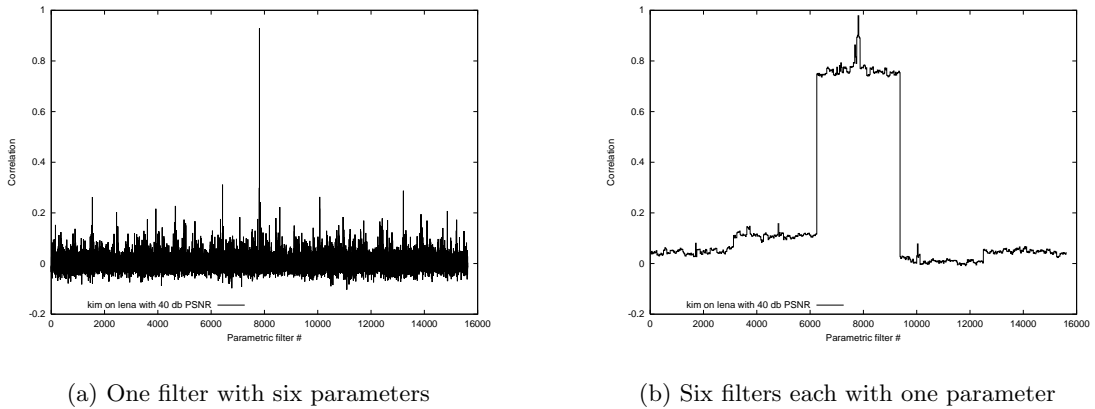 1
0.8
0.6
0.4
0.2
0
-0.2
Correlation
kim on lena with 40 db PSNR
0 2000 4000 6000 8000 10000 12000 14000 16000
Parametric filter #
(a) One filter with six parameters
1
0.8
0.6
0.4
0.2
0
-0.2
Correlation
kim on lena with 40 db PSNR
0 2000 4000 6000 8000 10000 12000 14000 16000
Parametric filter #
(b) Six filters each with one parameter